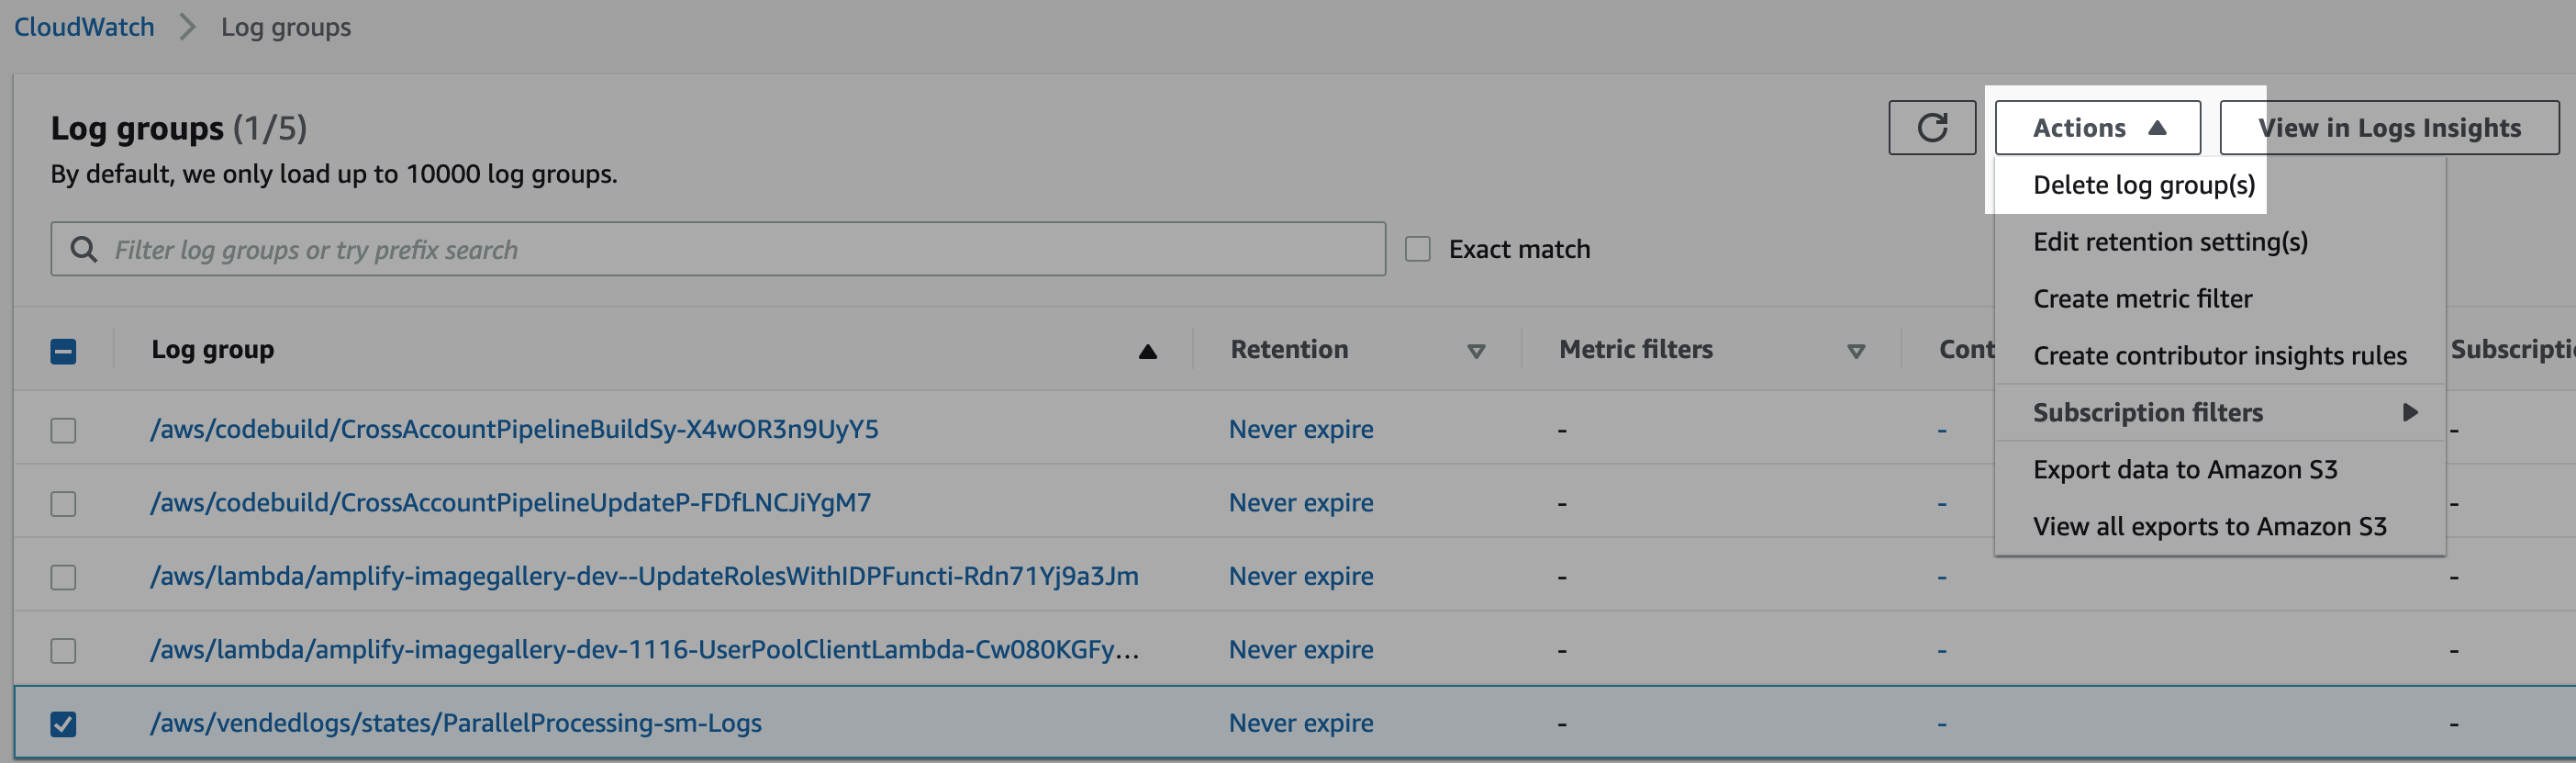 CloudWatch > Log groups
Log groups (1/5)
By default, we only load up to 10000 log groups.
Actions
View in Logs Insights
Filter log groups or try prefix search
Exact match
Delete log group(s)
Edit retention setting(s)
Create metric filter
Create contributor insights rules
Subscription filters
Export data to Amazon S3
View all exports to Amazon S3
Log group Retention Metric filters Cont Subscripti
/aws/codebuild/CrossAccountPipelineBuildSy-X4wOR3n9UyY5 Never expire - - -
/aws/codebuild/CrossAccountPipelineUpdateP-FDfLNCJiYgM7 Never expire - - -
/aws/lambda/amplify-imagegallery-dev--UpdateRolesWithIDPFuncti-Rdn71Yj9a3Jm Never expire - - -
/aws/lambda/amplify-imagegallery-dev-1116-UserPoolClientLambda-Cw080KGFy... Never expire - - -
/aws/vendedlogs/states/ParallelProcessing-sm-Logs Never expire - - -